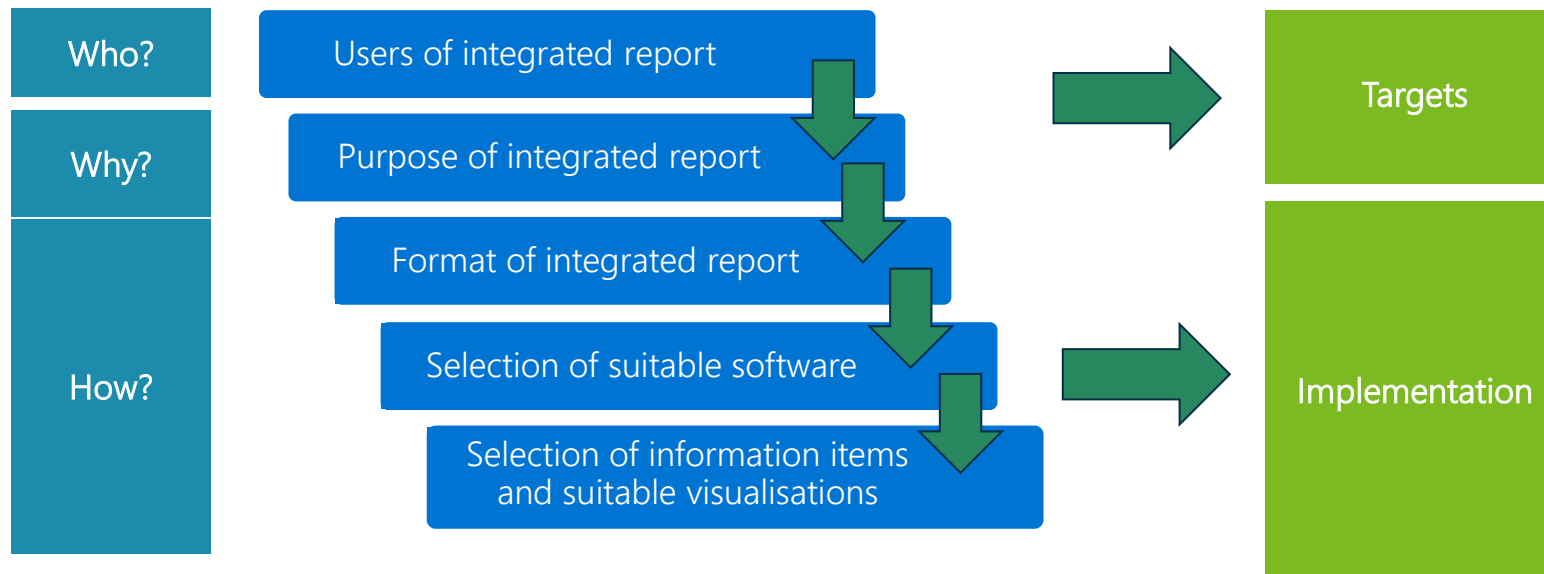 Who?
Users of integrated report
Targets
Why?
Purpose of integrated report
How?
Format of integrated report
Selection of suitable software
Implementation
Selection of information items
and suitable visualisations